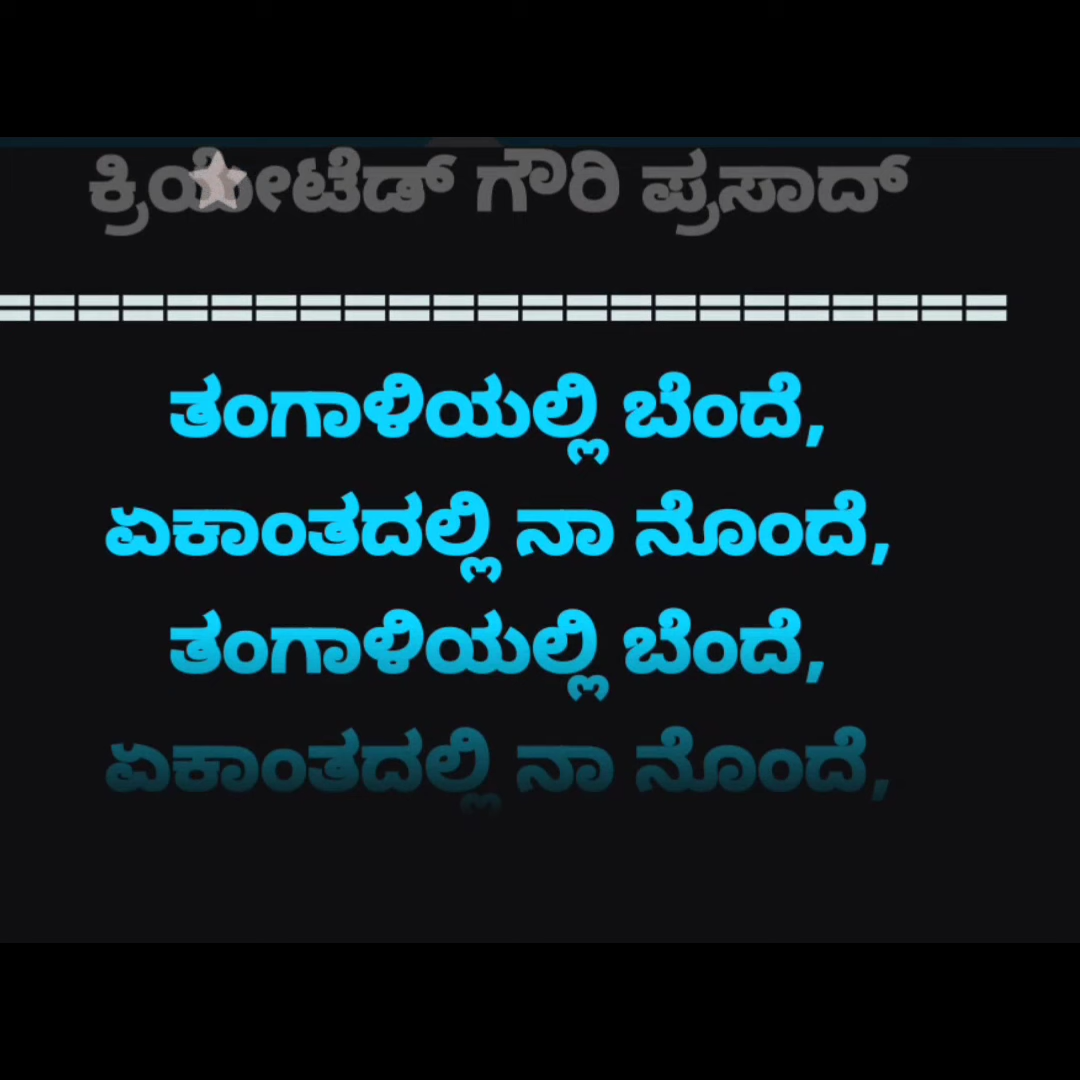 ಕ್ರಿಯೇಟೆಡ್ ಗೌರಿ ಪ್ರಸಾದ್
=======================
ತಂಗಾಳಿಯಲ್ಲಿ ಬೆಂದೆ,
ಏಕಾಂತದಲ್ಲಿ ನಾ ನೊಂದೆ,
ತಂಗಾಳಿಯಲ್ಲಿ ಬೆಂದೆ,
ಏಕಾಂತದಲ್ಲಿ ನಾ ನೊಂದೆ,